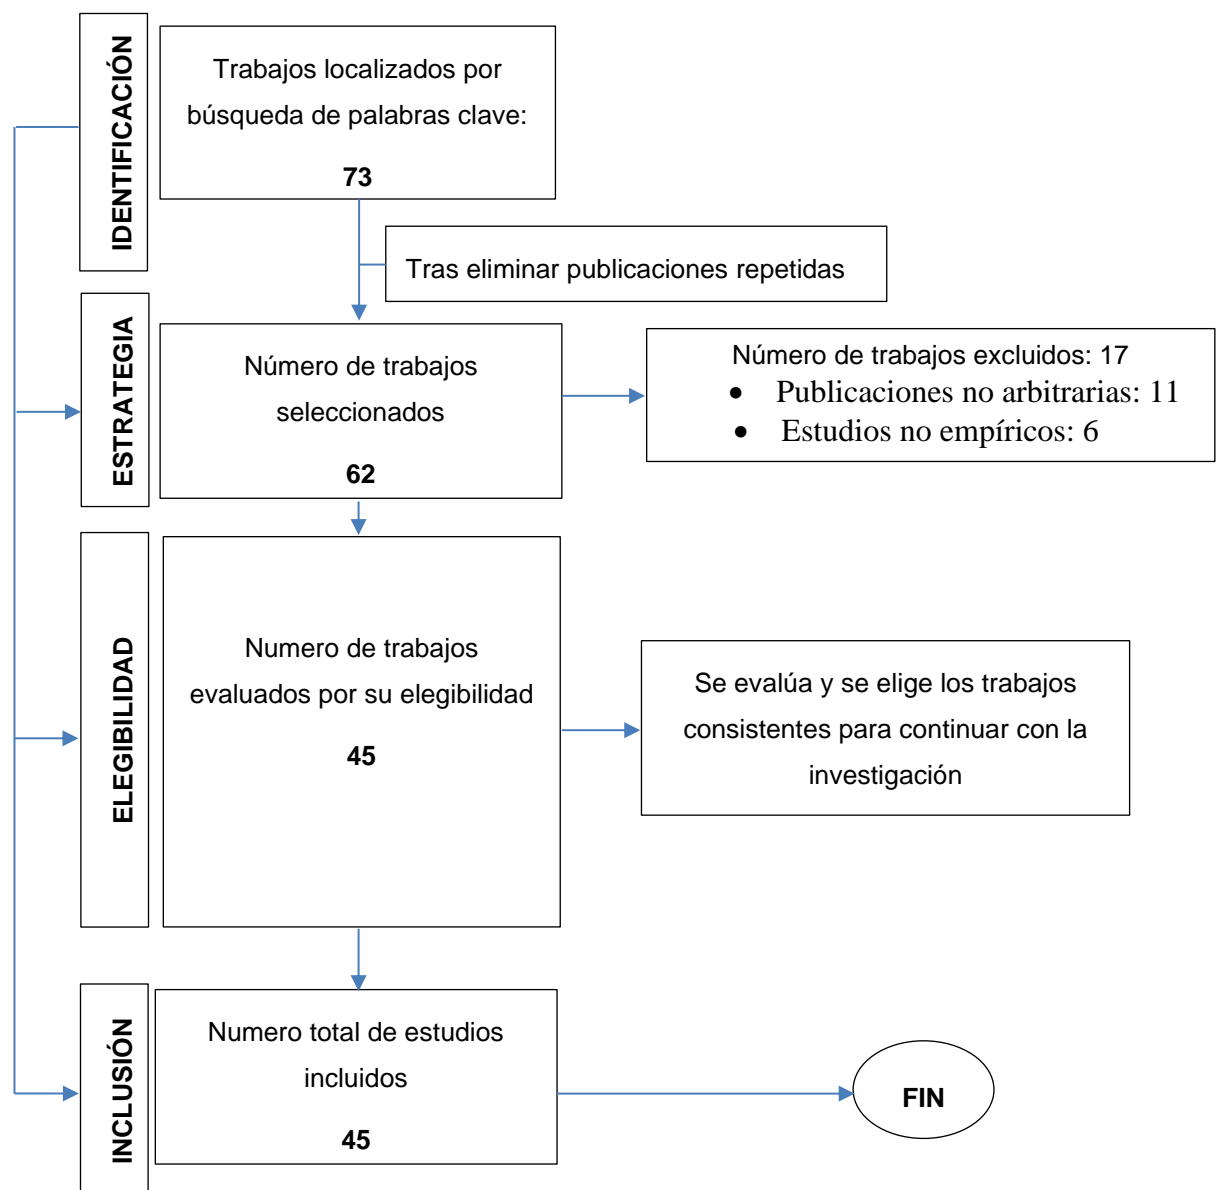 IDENTIFICACIÓN
Trabajos localizados por
búsqueda de palabras clave:
73
Tras eliminar publicaciones repetidas
ESTRATEGIA
Número de trabajos
seleccionados
62
Número de trabajos excluidos: 17
• Publicaciones no arbitrarias: 11
• Estudios no empíricos: 6
ELEGIBILIDAD
Numero de trabajos
evaluados por su elegibilidad
45
Se evalúa y se elige los trabajos
consistentes para continuar con la
investigación
INCLUSIÓN
Numero total de estudios
incluidos
45
FIN